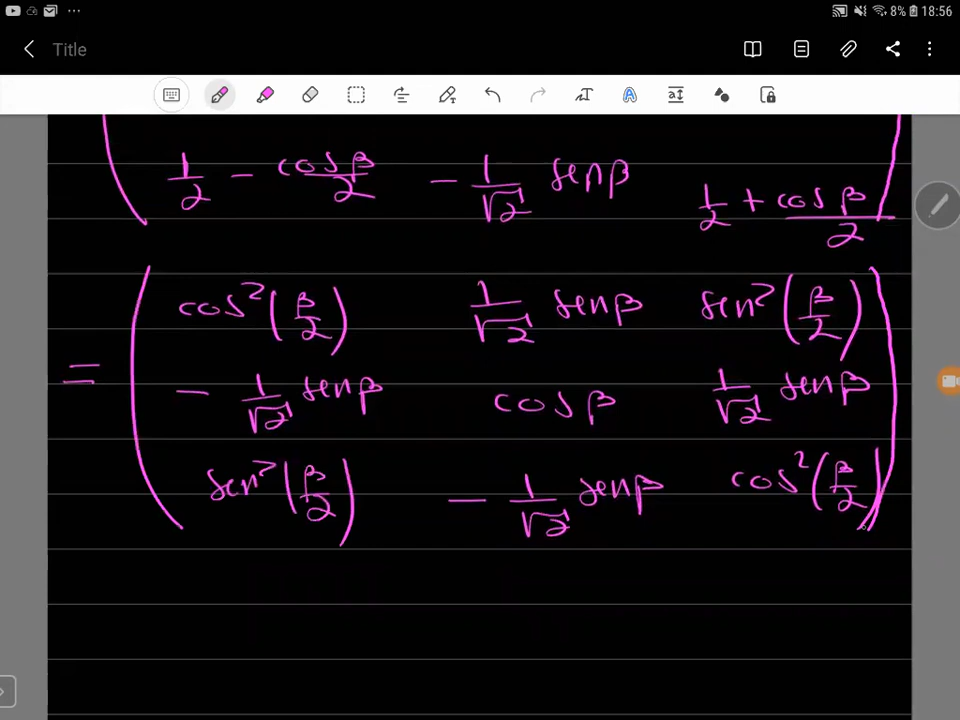 8% 18:56
Title
1/2 - cosβ/2 - 1/√2 senβ 1/2 + cosβ/2
= ( cos²(β/2) 1/√2 senβ sen²(β/2)
- 1/√2 senβ cosβ 1/√2 senβ
sen²(β/2) - 1/√2 senβ cos²(β/2) )